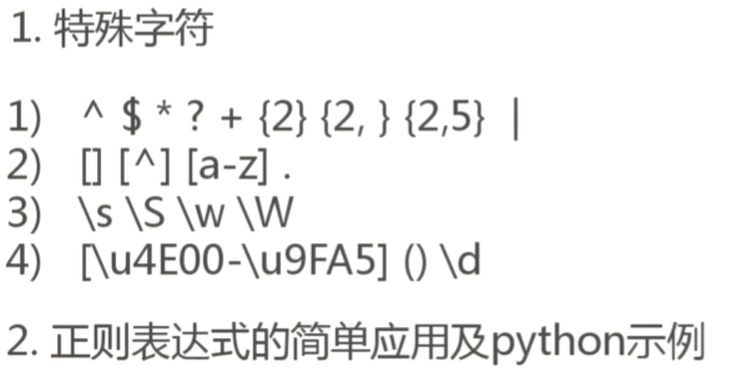 1. 特殊字符
1) ^ $ * ? + {2} {2, } {2,5} |
2) [] [^] [a-z] .
3) \s \S \w \W
4) [\u4E00-\u9FA5] () \d
2. 正则表达式的简单应用及python示例